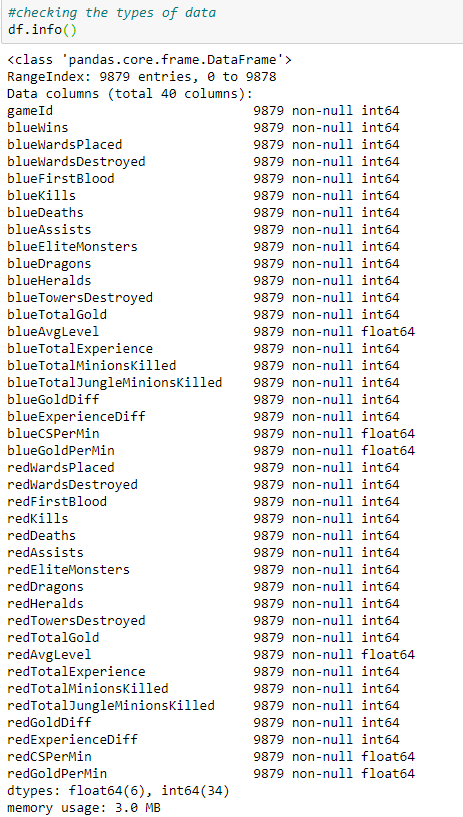 #checking the types of data
df.info()
<class 'pandas.core.frame.DataFrame'>
RangeIndex: 9879 entries, 0 to 9878
Data columns (total 40 columns):
gameId                          9879 non-null int64
blueWins                        9879 non-null int64
blueWardsPlaced                 9879 non-null int64
blueWardsDestroyed              9879 non-null int64
blueFirstBlood                  9879 non-null int64
blueKills                       9879 non-null int64
blueDeaths                      9879 non-null int64
blueAssists                     9879 non-null int64
blueEliteMonsters               9879 non-null int64
blueDragons                     9879 non-null int64
blueHeralds                     9879 non-null int64
blueTowersDestroyed             9879 non-null int64
blueTotalGold                   9879 non-null int64
blueAvgLevel                    9879 non-null float64
blueTotalExperience             9879 non-null int64
blueTotalMinionsKilled          9879 non-null int64
blueTotalJungleMinionsKilled    9879 non-null int64
blueGoldDiff                    9879 non-null int64
blueExperienceDiff              9879 non-null int64
blueCSPerMin                    9879 non-null float64
blueGoldPerMin                  9879 non-null float64
redWardsPlaced                  9879 non-null int64
redWardsDestroyed               9879 non-null int64
redFirstBlood                   9879 non-null int64
redKills                        9879 non-null int64
redDeaths                       9879 non-null int64
redAssists                      9879 non-null int64
redEliteMonsters                9879 non-null int64
redDragons                      9879 non-null int64
redHeralds                      9879 non-null int64
redTowersDestroyed              9879 non-null int64
redTotalGold                    9879 non-null int64
redAvgLevel                     9879 non-null float64
redTotalExperience              9879 non-null int64
redTotalMinionsKilled           9879 non-null int64
redTotalJungleMinionsKilled     9879 non-null int64
redGoldDiff                     9879 non-null int64
redExperienceDiff               9879 non-null int64
redCSPerMin                     9879 non-null float64
redGoldPerMin                   9879 non-null float64
dtypes: float64(6), int64(34)
memory usage: 3.0 MB